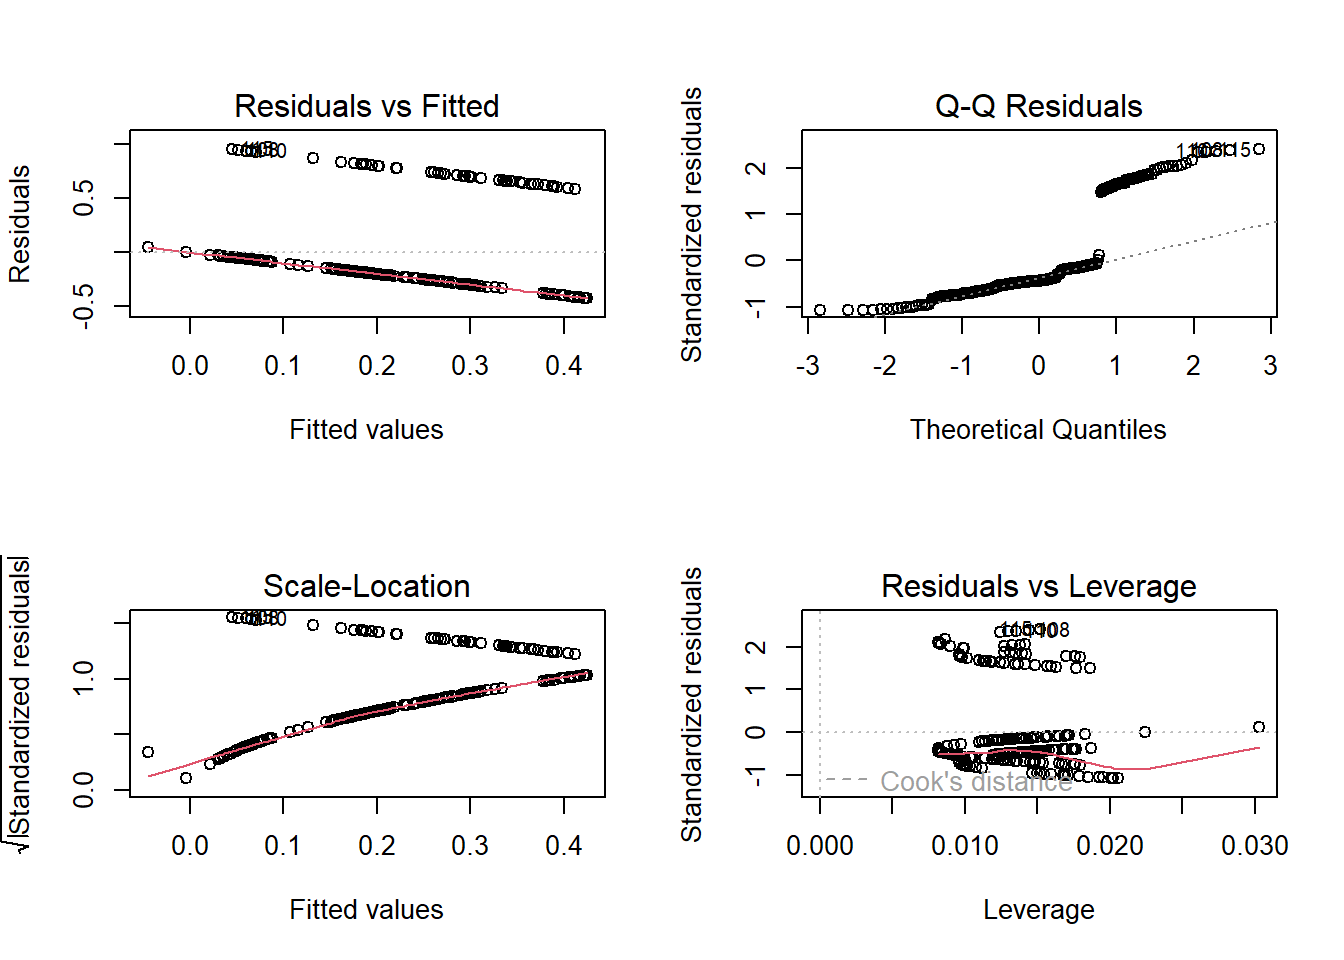 Residuals vs Fitted
Residuals
0.5
-0.5
0.0 0.1 0.2 0.3 0.4
Fitted values
Q-Q Residuals
Standardized residuals
2
1
0
-1
115
-3 -2 -1 0 1 2 3
Theoretical Quantiles
Scale-Location
√|Standardized residuals|
1.0
0.0
0.0 0.1 0.2 0.3 0.4
Fitted values
Residuals vs Leverage
Standardized residuals
2
1
0
-1
108
Cook's distance
0.000 0.010 0.020 0.030
Leverage